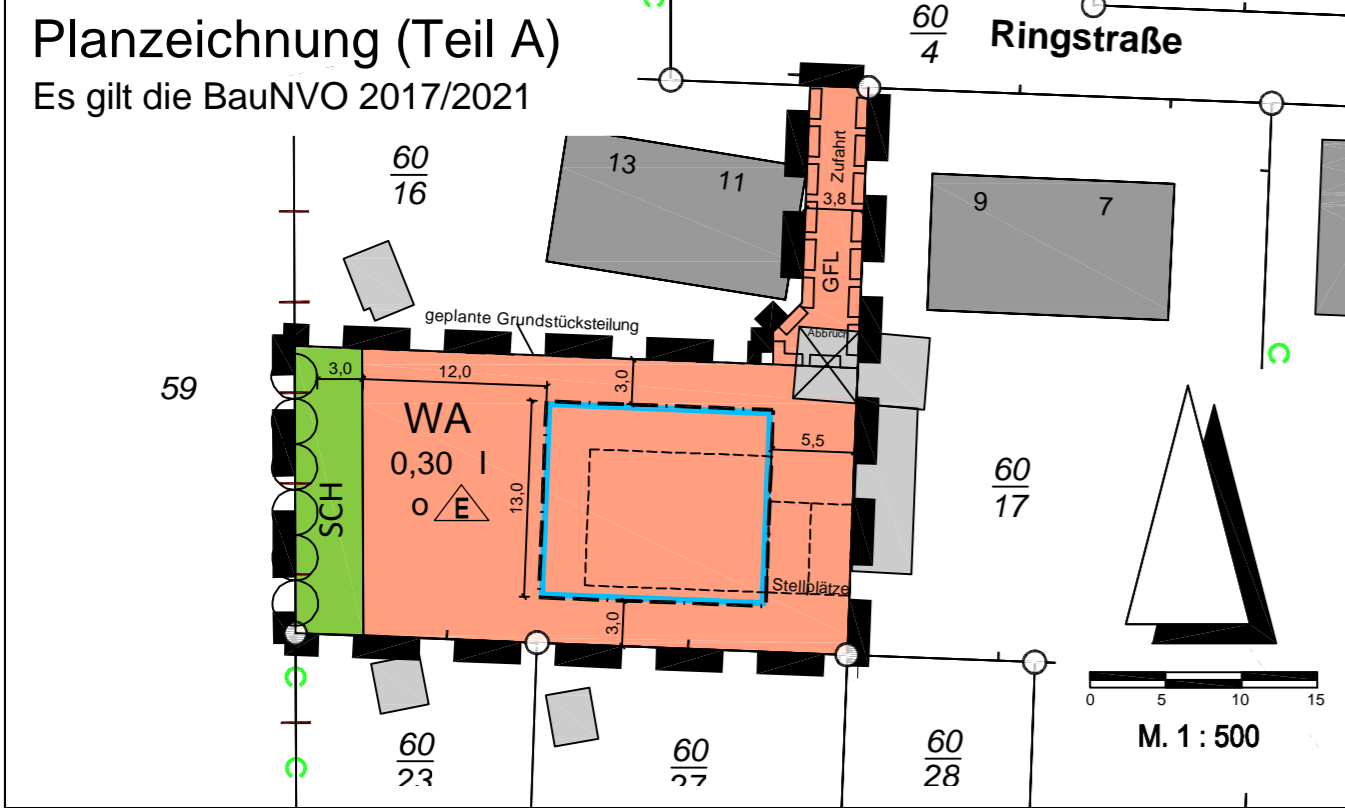 Planzeichnung (Teil A)
Es gilt die BauNVO 2017/2021
60
4
Ringstraße
60
16
13
11
Zufahrt
3,8
GFL
9
7
Abbruch
geplante Grundstücksteilung
59
3,0
12,0
3,0
WA
0,30 I
o E
13,0
5,5
SCH
Stellplätze
3,0
60
17
0 5 10 15
M. 1 : 500
60
23
60
27
60
28